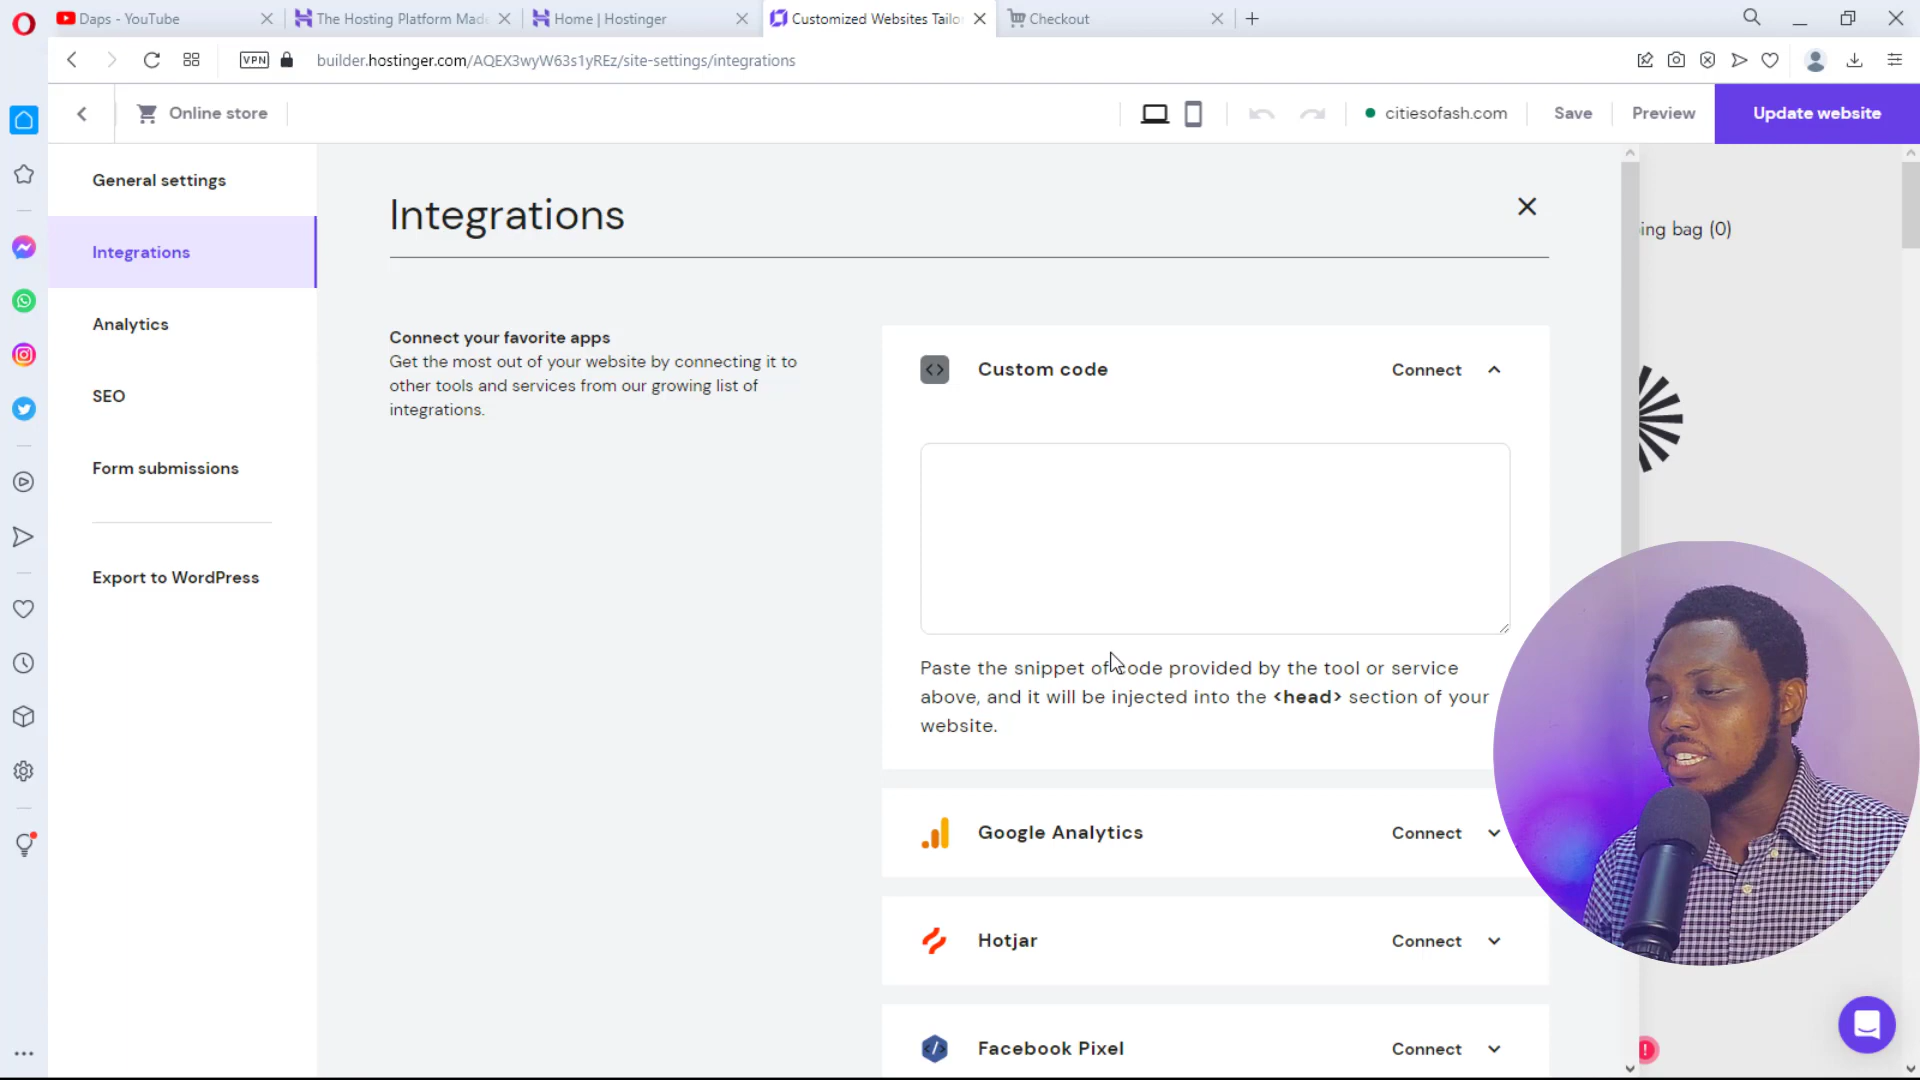 Daps - YouTube
The Hosting Platform Made
Home | Hostinger
Customized Websites Tailo
Checkout
VPN
builder.hostinger.com/AQEX3wyW63s1yREz/site-settings/integrations
Online store
citiesofash.com
Save
Preview
Update website
General settings
Integrations
Analytics
SEO
Form submissions
Export to WordPress
Integrations
Connect your favorite apps
Get the most out of your website by connecting it to
other tools and services from our growing list of
integrations.
Custom code
Connect
Paste the snippet of code provided by the tool or service
above, and it will be injected into the <head> section of your
website.
Google Analytics
Connect
Hotjar
Connect
Facebook Pixel
Connect
ing bag (0)